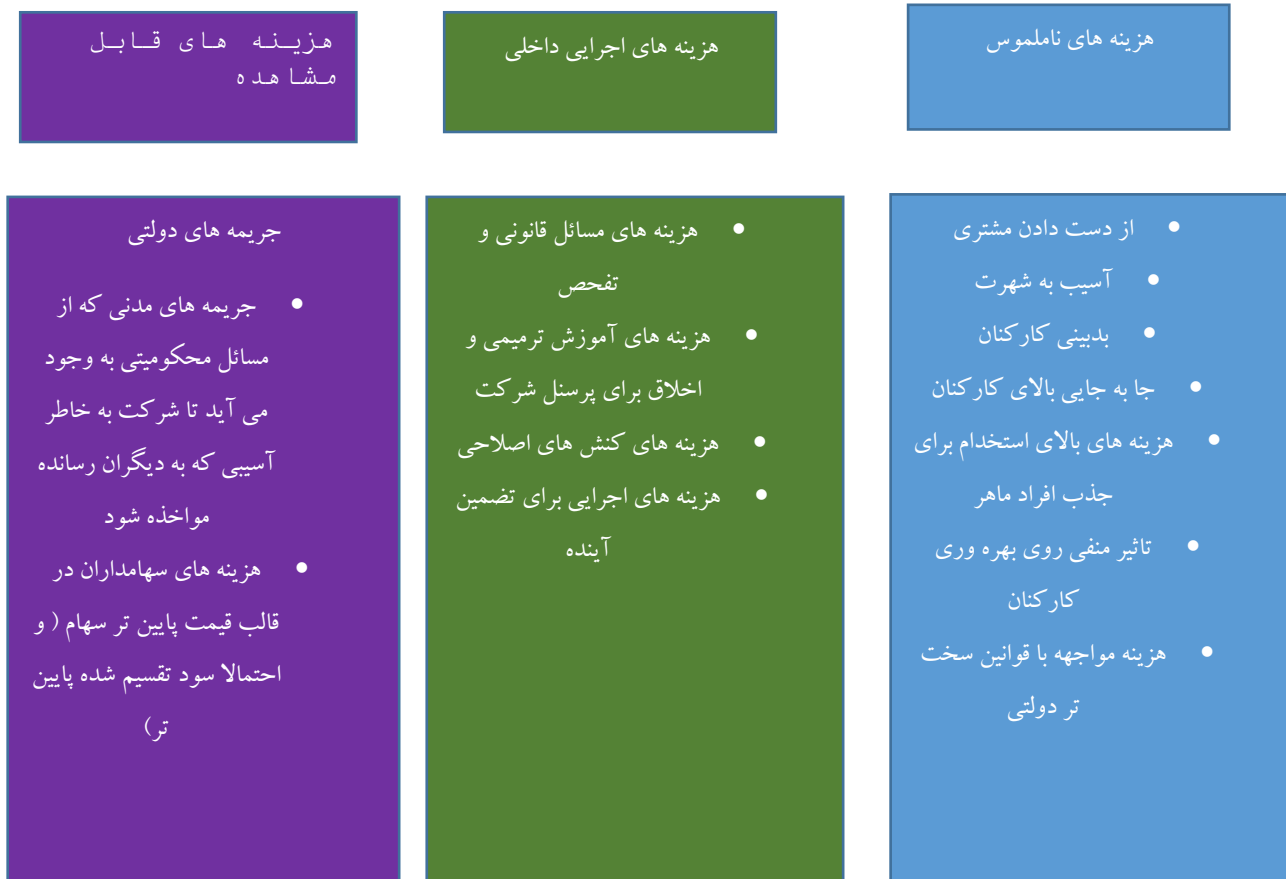 هزینه های ناملموس
هزینه های اجرایی داخلی
هزینه های قابل
مشاهده
• از دست دادن مشتری
• آسیب به شهرت
• بدبینی کارکنان
• جا به جایی بالای کارکنان
• هزینه های بالای استخدام برای
جذب افراد ماهر
• تاثیر منفی روی بهره وری
کارکنان
• هزینه مواجهه با قوانین سخت
تر دولتی
• هزینه های مسائل قانونی و
تفحص
• هزینه های آموزش ترمیمی و
اخلاق برای پرسنل شرکت
• هزینه های کنش های اصلاحی
• هزینه های اجرایی برای تضمین
آینده
جریمه های دولتی
• جریمه های مدنی که از
مسائل محکومیتی به وجود
می آید تا شرکت به خاطر
آسیبی که به دیگران رسانده
مواخذه شود
• هزینه های سهامداران در
قالب قیمت پایین تر سهام ( و
احتمالا سود تقسیم شده پایین
تر)